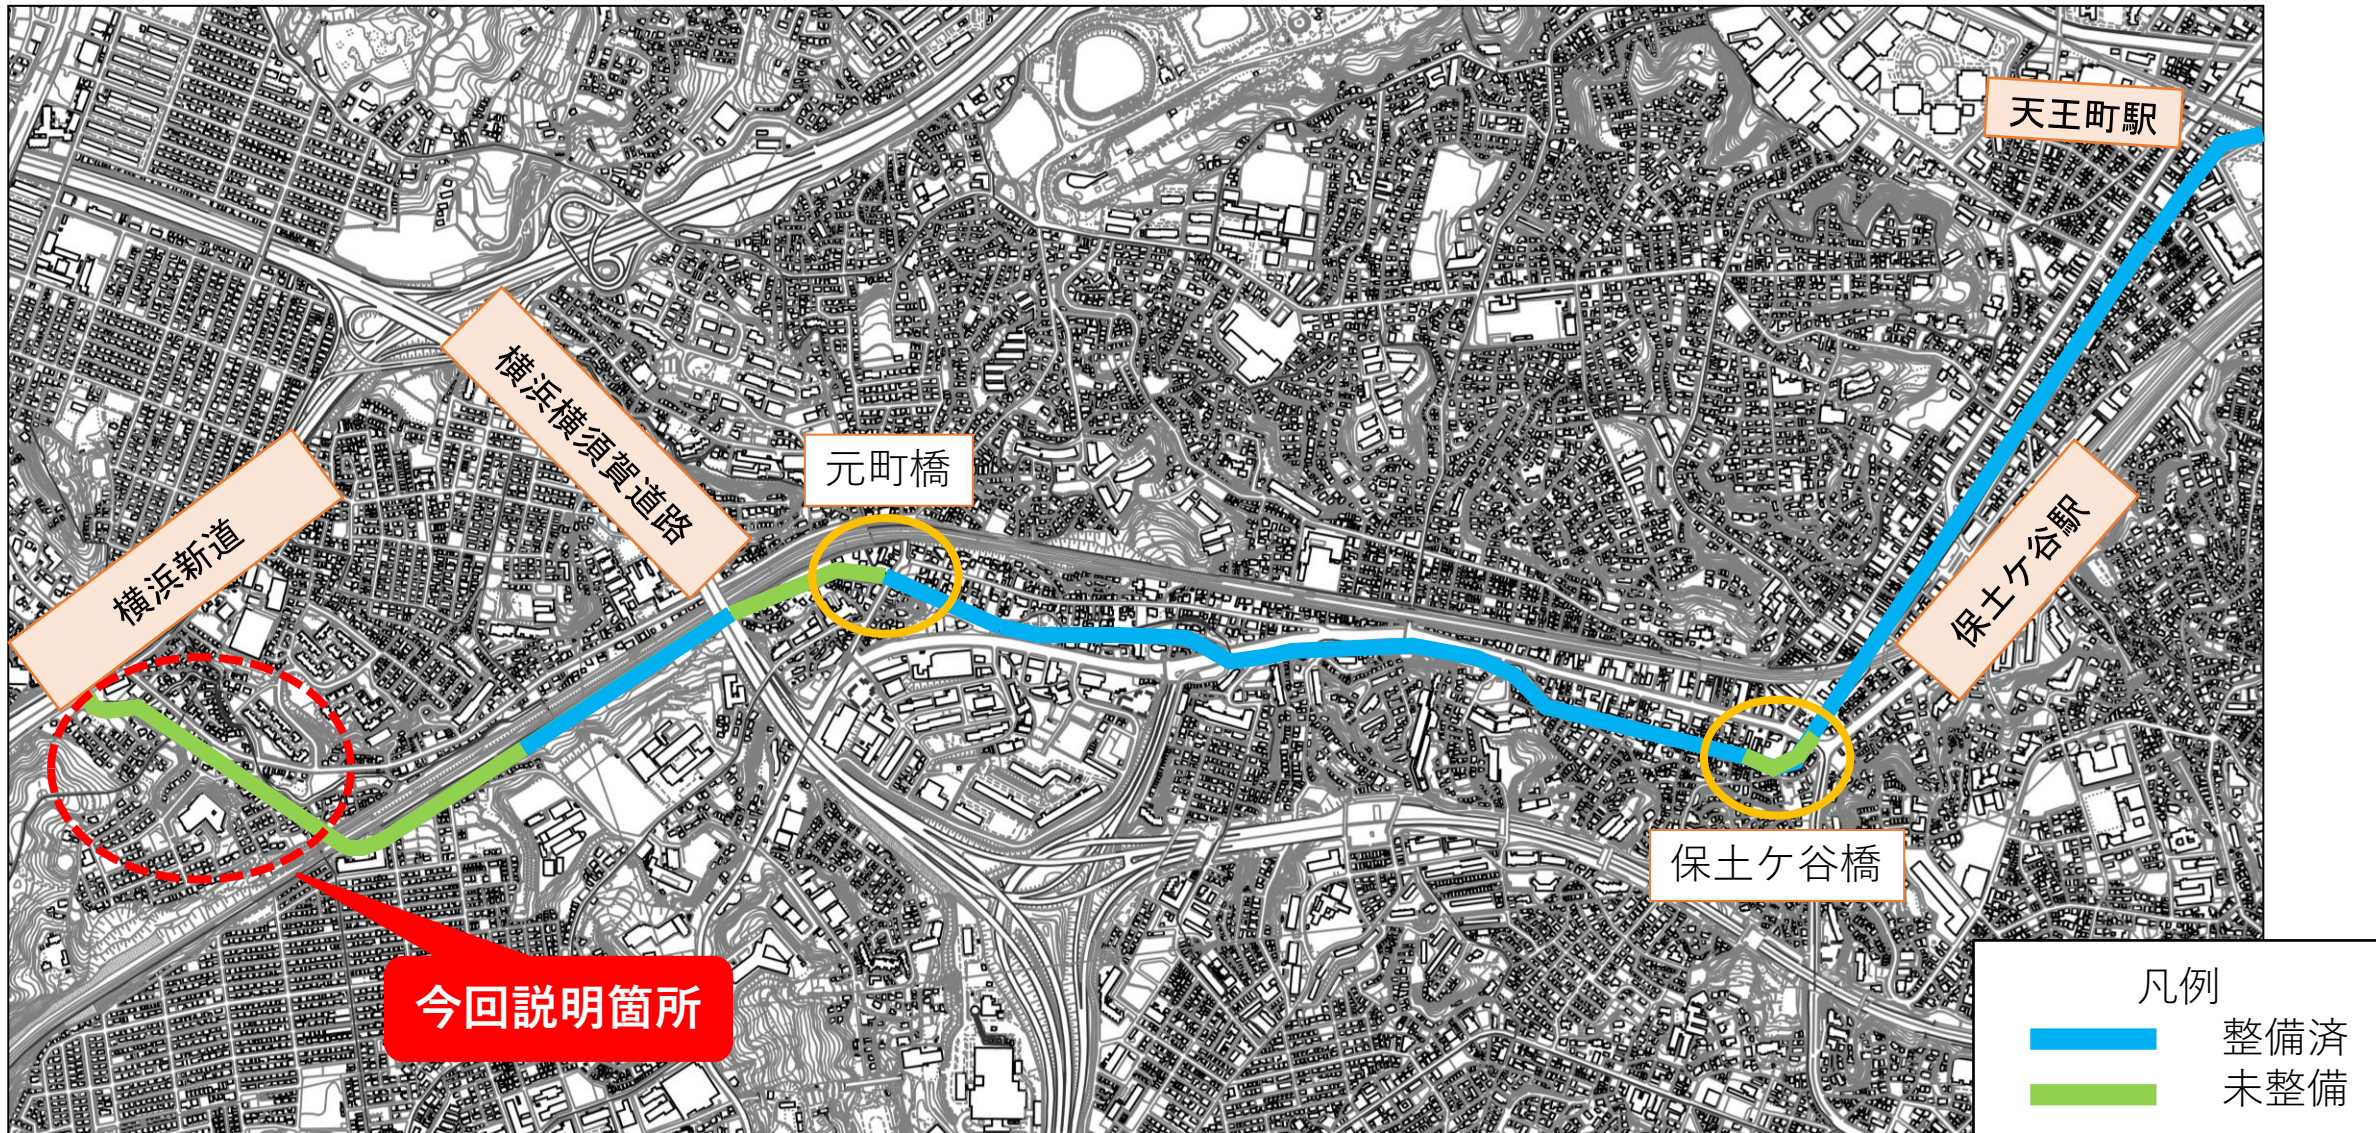 天王町駅
横浜横須賀道路
元町橋
横浜新道
保土ケ谷駅
保土ケ谷橋
今回説明箇所
凡例
整備済
未整備